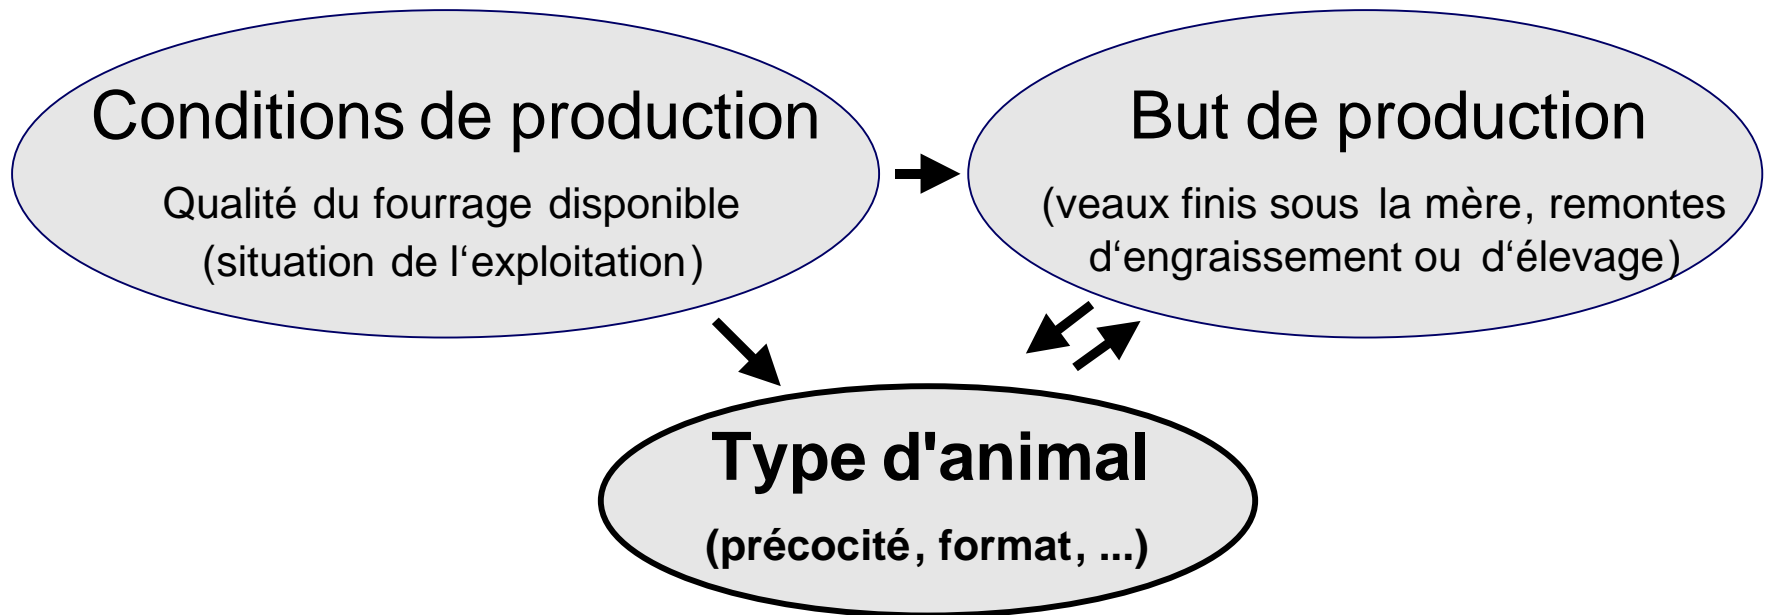 Conditions de production
Qualité du fourrage disponible
(situation de l‘exploitation)
But de production
(veaux finis sous la mère, remontes
d‘engraissement ou d‘élevage)
Type d'animal
(précocité, format, ...)